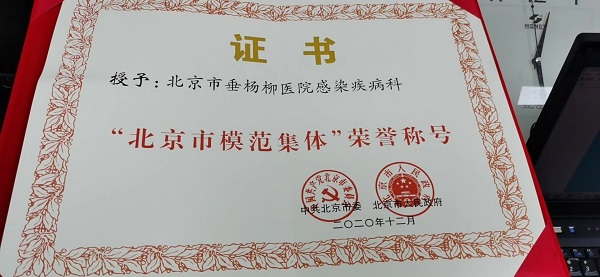 证书
授予：北京市垂杨柳医院感染疾病科
“北京市模范集体”荣誉称号
中共北京市委 北京市人民政府
二〇二〇年十二月